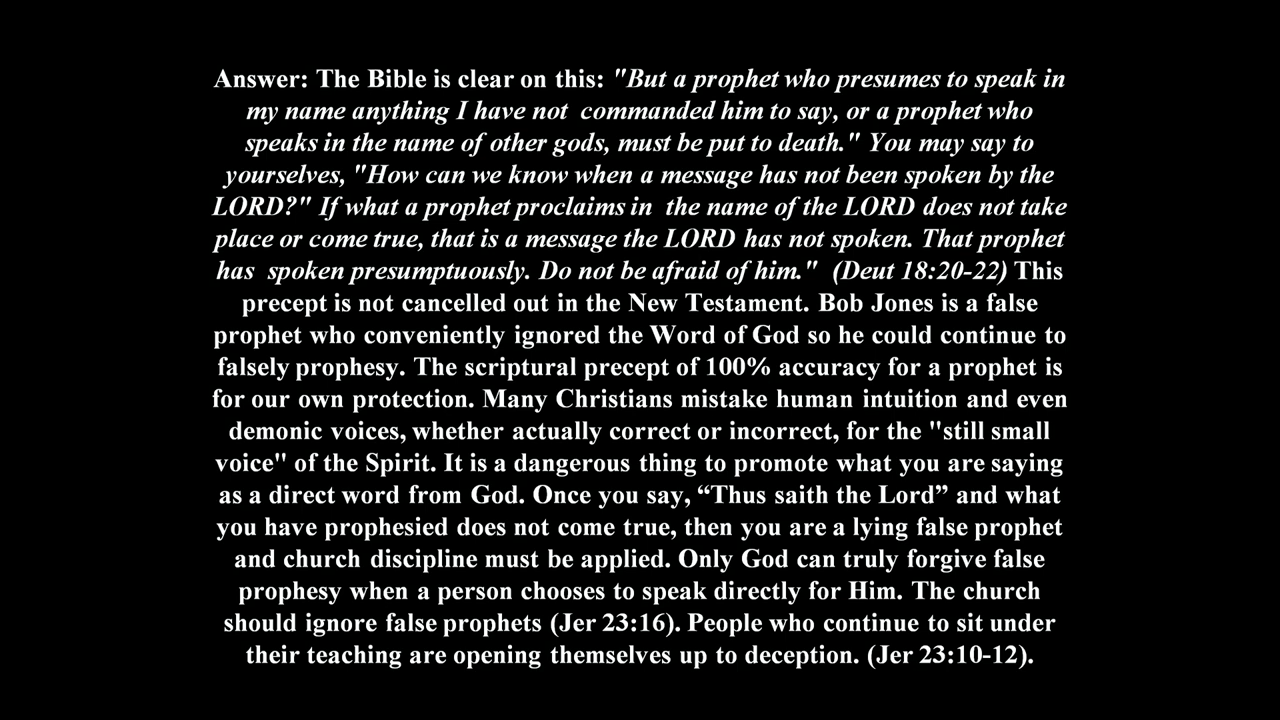 Answer: The Bible is clear on this: "But a prophet who presumes to speak in
my name anything I have not commanded him to say, or a prophet who
speaks in the name of other gods, must be put to death." You may say to
yourselves, "How can we know when a message has not been spoken by the
LORD?" If what a prophet proclaims in the name of the LORD does not take
place or come true, that is a message the LORD has not spoken. That prophet
has spoken presumptuously. Do not be afraid of him." (Deut 18:20-22) This
precept is not cancelled out in the New Testament. Bob Jones is a false
prophet who conveniently ignored the Word of God so he could continue to
falsely prophesy. The scriptural precept of 100% accuracy for a prophet is
for our own protection. Many Christians mistake human intuition and even
demonic voices, whether actually correct or incorrect, for the "still small
voice" of the Spirit. It is a dangerous thing to promote what you are saying
as a direct word from God. Once you say, “Thus saith the Lord” and what
you have prophesied does not come true, then you are a lying false prophet
and church discipline must be applied. Only God can truly forgive false
prophesy when a person chooses to speak directly for Him. The church
should ignore false prophets (Jer 23:16). People who continue to sit under
their teaching are opening themselves up to deception. (Jer 23:10-12).